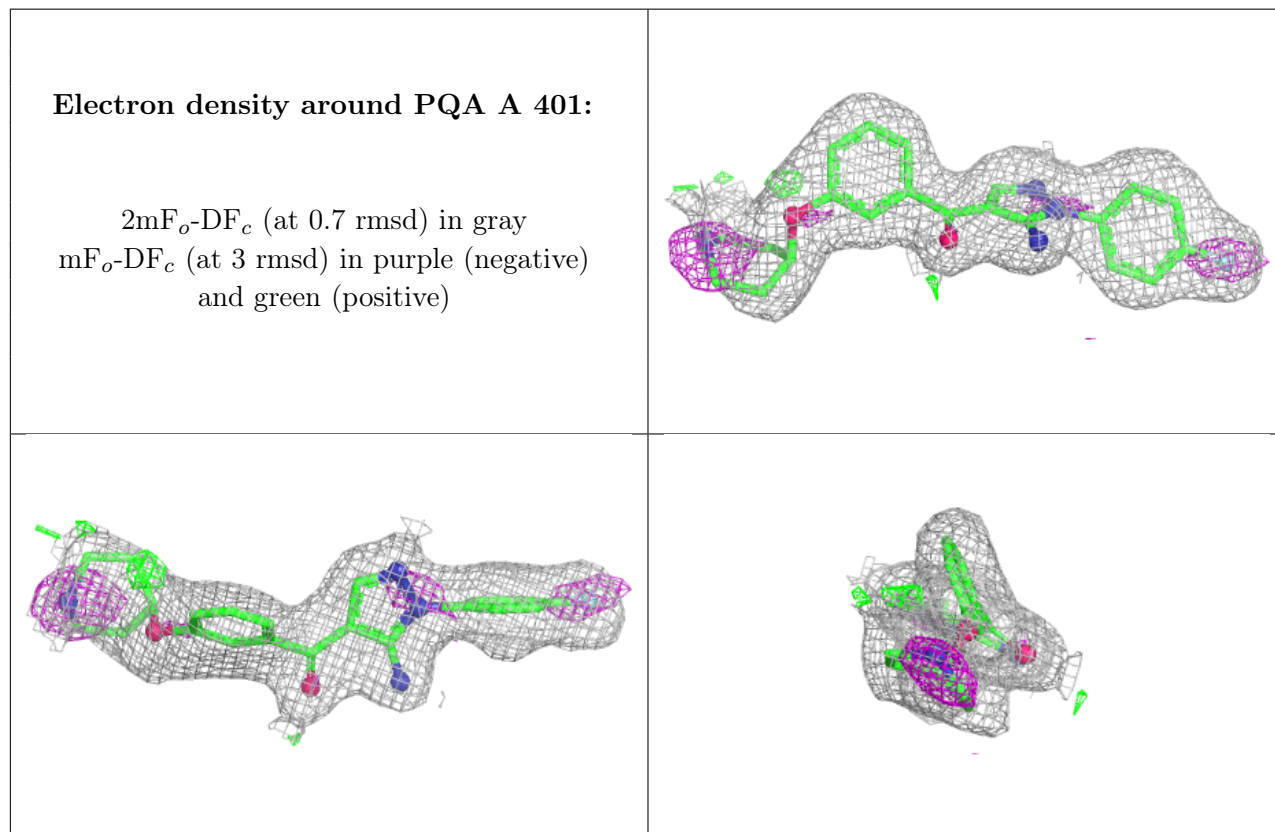 Electron density around PQA A 401:
2mFo-DFc (at 0.7 rmsd) in gray
mFo-DFc (at 3 rmsd) in purple (negative)
and green (positive)